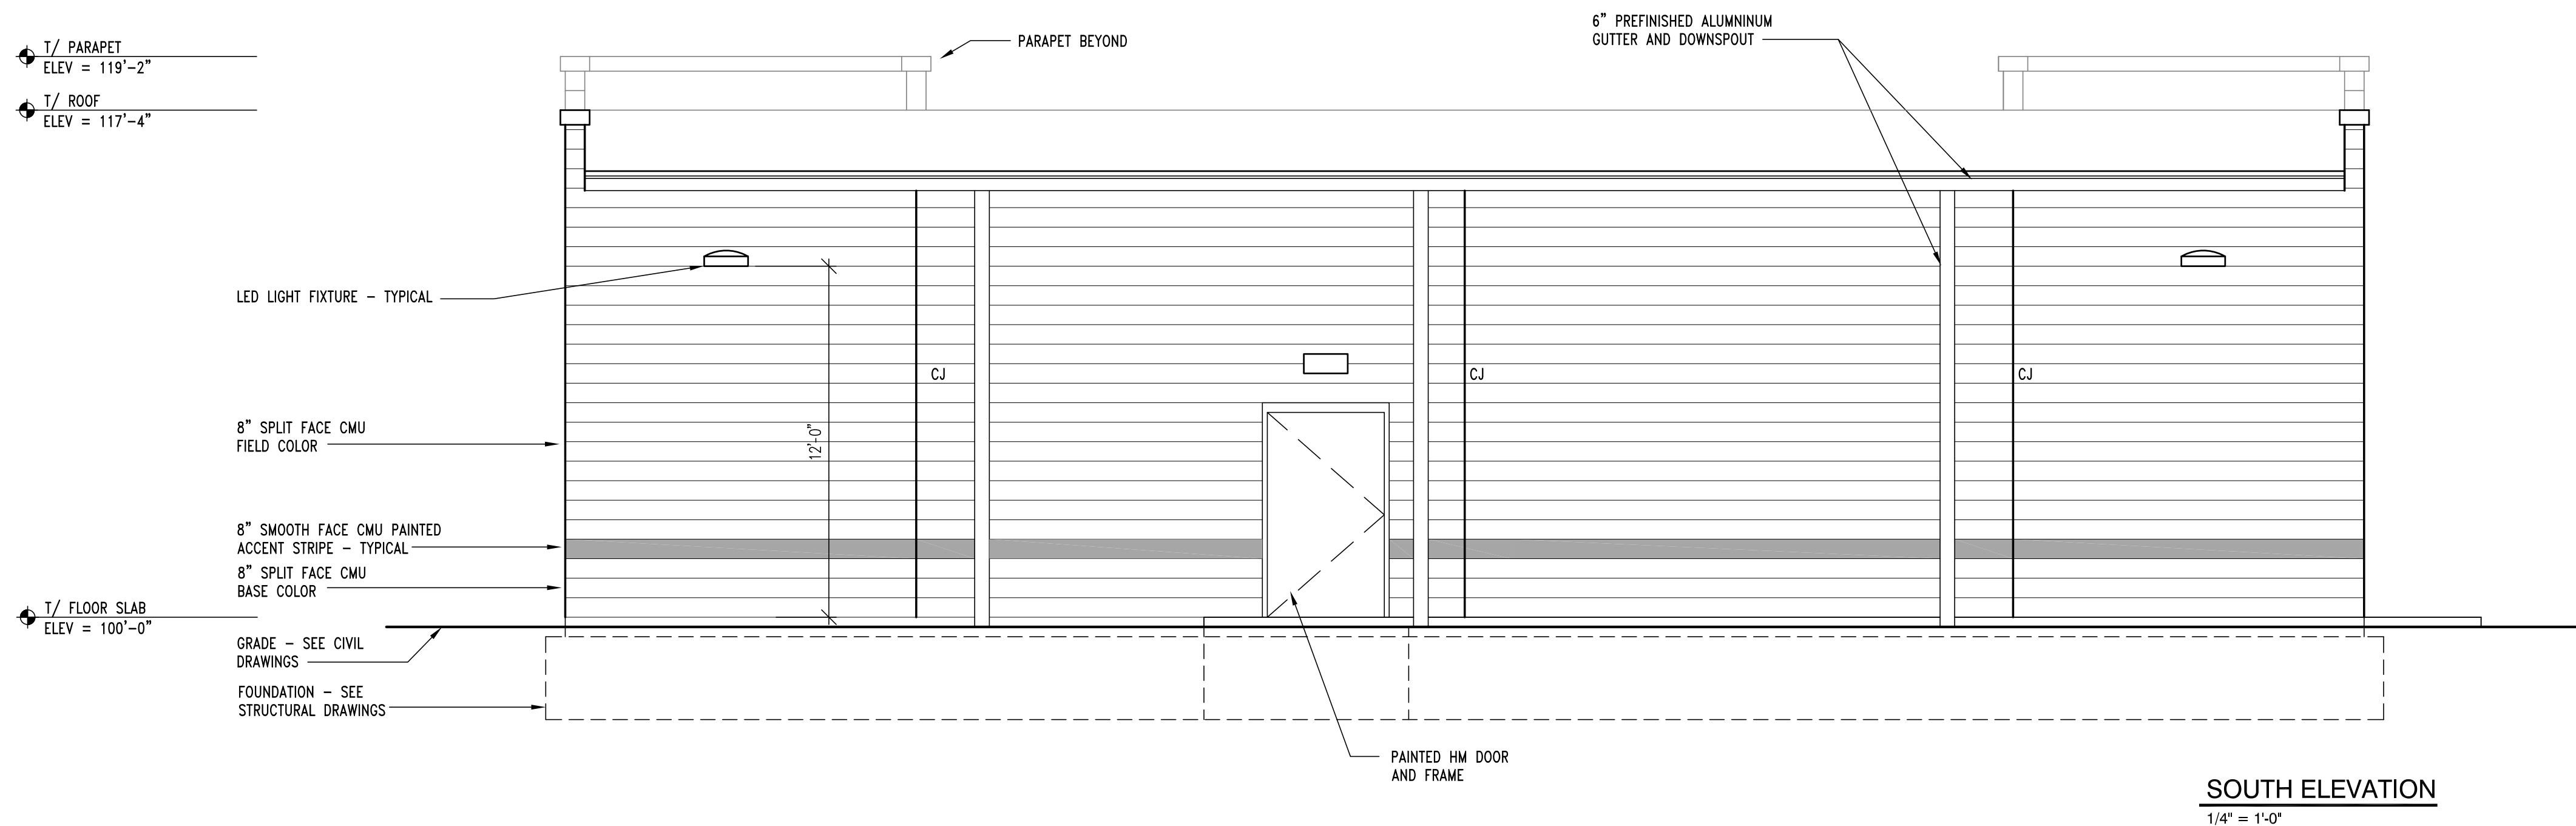 T/ PARAPET
ELEV = 119'-2"
T/ ROOF
ELEV = 117'-4"
PARAPET BEYOND
6" PREFINISHED ALUMNINUM
GUTTER AND DOWNSPOUT
LED LIGHT FIXTURE - TYPICAL
CJ
CJ
CJ
12'-0"
8" SPLIT FACE CMU
FIELD COLOR
8" SMOOTH FACE CMU PAINTED
ACCENT STRIPE - TYPICAL
8" SPLIT FACE CMU
BASE COLOR
T/ FLOOR SLAB
ELEV = 100'-0"
GRADE - SEE CIVIL
DRAWINGS
FOUNDATION - SEE
STRUCTURAL DRAWINGS
PAINTED HM DOOR
AND FRAME
SOUTH ELEVATION
1/4" = 1'-0"